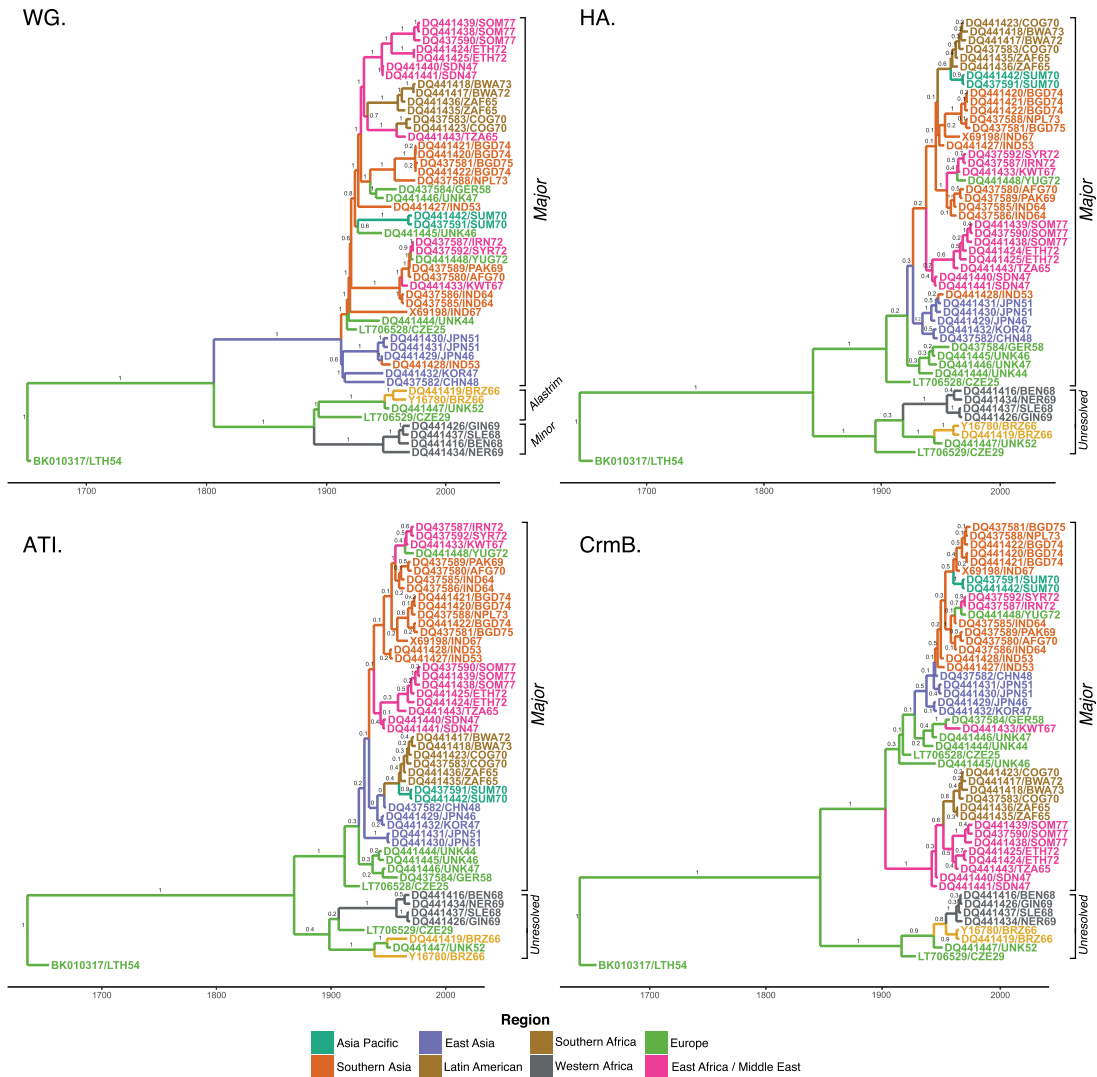 WG.
DQ441439/SOM77
DQ441438/SOM77
DQ437590/SOM77
DQ441424/ETH72
DQ441425/ETH72
DQ441440/SDN47
DQ441441/SDN47
DQ441418/BWA73
DQ441417/BWA72
DQ441436/ZAF65
DQ441435/ZAF65
DQ437583/COG70
DQ441423/COG70
DQ441443/TZA65
DQ441421/BGD74
DQ441420/BGD74
DQ437581/BGD75
DQ441422/BGD74
DQ437588/NPL73
DQ437584/GER58
DQ441446/UNK47
DQ441427/IND53
DQ441442/SUM70
DQ437591/SUM70
DQ441445/UNK46
DQ437587/IRN72
DQ437592/SYR72
DQ441448/YUG72
DQ437589/PAK69
DQ437580/AFG70
DQ441433/KWT67
DQ437586/IND64
DQ437585/IND64
X69198/IND67
DQ441444/UNK44
LT706528/CZE25
DQ441430/JPN51
DQ441431/JPN51
DQ441429/JPN46
DQ441428/IND53
DQ441432/KOR47
DQ437582/CHN48
DQ441419/BRZ66
Y16780/BRZ66
DQ441447/UNK52
LT706529/CZE29
DQ441426/GIN69
DQ441437/SLE68
DQ441416/BEN68
DQ441434/NER69
BK010317/LTH54
Major
Alastrim
Minor
1700 1800 1900 2000
HA.
DQ441423/COG70
DQ441418/BWA73
DQ441417/BWA72
DQ437583/COG70
DQ441435/ZAF65
DQ441436/ZAF65
DQ441442/SUM70
DQ437591/SUM70
DQ441420/BGD74
DQ441421/BGD74
DQ441422/BGD74
DQ437588/NPL73
DQ437581/BGD75
X69198/IND67
DQ441427/IND53
DQ437592/SYR72
DQ437587/IRN72
DQ441433/KWT67
DQ441448/YUG72
DQ437580/AFG70
DQ437589/PAK69
DQ437585/IND64
DQ437586/IND64
DQ441439/SOM77
DQ437590/SOM77
DQ441438/SOM77
DQ441424/ETH72
DQ441425/ETH72
DQ441443/TZA65
DQ441440/SDN47
DQ441441/SDN47
DQ441428/IND53
DQ441431/JPN51
DQ441430/JPN51
DQ441429/JPN46
DQ441432/KOR47
DQ437582/CHN48
DQ437584/GER58
DQ441445/UNK46
DQ441446/UNK47
DQ441444/UNK44
LT706528/CZE25
DQ441416/BEN68
DQ441434/NER69
DQ441437/SLE68
DQ441426/GIN69
Y16780/BRZ66
DQ441419/BRZ66
DQ441447/UNK52
LT706529/CZE29
BK010317/LTH54
Major
Unresolved
1700 1800 1900 2000
ATI.
DQ437587/IRN72
DQ437592/SYR72
DQ441433/KWT67
DQ441448/YUG72
DQ437589/PAK69
DQ437580/AFG70
DQ437585/IND64
DQ437586/IND64
DQ441421/BGD74
DQ441420/BGD74
DQ437588/NPL73
DQ441422/BGD74
DQ437581/BGD75
X69198/IND67
DQ441428/IND53
DQ441427/IND53
DQ437590/SOM77
DQ441439/SOM77
DQ441438/SOM77
DQ441425/ETH72
DQ441424/ETH72
DQ441443/TZA65
DQ441440/SDN47
DQ441441/SDN47
DQ441417/BWA72
DQ441418/BWA73
DQ441423/COG70
DQ437583/COG70
DQ441436/ZAF65
DQ441435/ZAF65
DQ437591/SUM70
DQ441442/SUM70
DQ437582/CHN48
DQ441429/JPN46
DQ441432/KOR47
DQ441431/JPN51
DQ441430/JPN51
DQ441444/UNK44
DQ441445/UNK46
DQ441446/UNK47
DQ437584/GER58
LT706528/CZE25
DQ441416/BEN68
DQ441434/NER69
DQ441437/SLE68
DQ441426/GIN69
LT706529/CZE29
DQ441419/BRZ66
DQ441447/UNK52
Y16780/BRZ66
BK010317/LTH54
Major
Unresolved
1700 1800 1900 2000
CrmB.
DQ437581/BGD75
DQ437588/NPL73
DQ441422/BGD74
DQ441420/BGD74
DQ441421/BGD74
X69198/IND67
DQ437591/SUM70
DQ441442/SUM70
DQ437592/SYR72
DQ437587/IRN72
DQ441448/YUG72
DQ437585/IND64
DQ437589/PAK69
DQ437580/AFG70
DQ437586/IND64
DQ441428/IND53
DQ441427/IND53
DQ437582/CHN48
DQ441431/JPN51
DQ441430/JPN51
DQ441429/JPN46
DQ441432/KOR47
DQ437584/GER58
DQ441433/KWT67
DQ441446/UNK47
DQ441444/UNK44
LT706528/CZE25
DQ441445/UNK46
DQ441423/COG70
DQ441417/BWA72
DQ441418/BWA73
DQ437583/COG70
DQ441436/ZAF65
DQ441435/ZAF65
DQ441439/SOM77
DQ437590/SOM77
DQ441438/SOM77
DQ441425/ETH72
DQ441424/ETH72
DQ441443/TZA65
DQ441440/SDN47
DQ441441/SDN47
DQ441416/BEN68
DQ441426/GIN69
DQ441437/SLE68
DQ441434/NER69
Y16780/BRZ66
DQ441419/BRZ66
DQ441447/UNK52
LT706529/CZE29
BK010317/LTH54
Major
Unresolved
1700 1800 1900 2000
Region
Asia Pacific East Asia Southern Africa Europe
Southern Asia Latin American Western Africa East Africa / Middle East